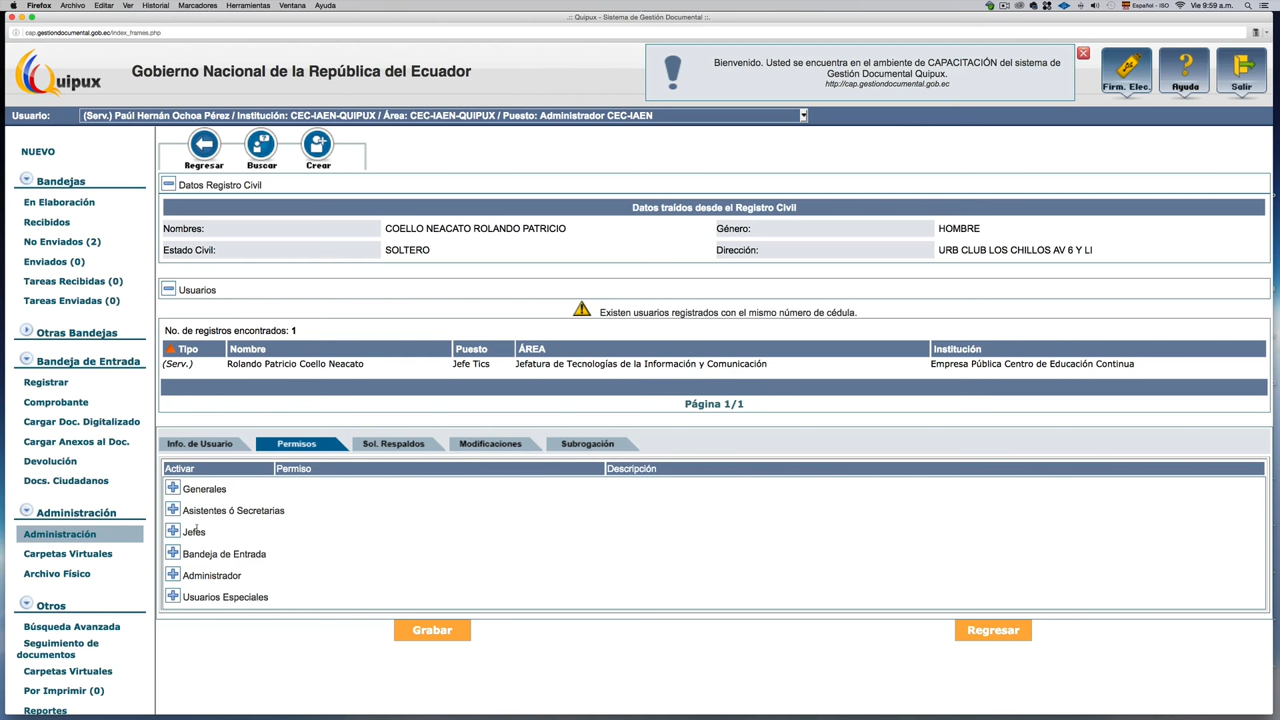 Firefox Archivo Editar Ver Historial Marcadores Herramientas Ventana Ayuda
Español - ISO Vie 9:59 a.m.
.:: Quipux - Sistema de Gestión Documental ::.
cap.gestiondocumental.gob.ec/index_frames.php
Quipux
Gobierno Nacional de la República del Ecuador
Bienvenido. Usted se encuentra en el ambiente de CAPACITACIÓN del sistema de
Gestión Documental Quipux.
http://cap.gestiondocumental.gob.ec
Firm. Elec. Ayuda Salir
Usuario: (Serv.) Paúl Hernán Ochoa Pérez / Institución: CEC-IAEN-QUIPUX / Área: CEC-IAEN-QUIPUX / Puesto: Administrador CEC-IAEN
NUEVO
Bandejas
En Elaboración
Recibidos
No Enviados (2)
Enviados (0)
Tareas Recibidas (0)
Tareas Enviadas (0)
Otras Bandejas
Bandeja de Entrada
Registrar
Comprobante
Cargar Doc. Digitalizado
Cargar Anexos al Doc.
Devolución
Docs. Ciudadanos
Administración
Administración
Carpetas Virtuales
Archivo Físico
Otros
Búsqueda Avanzada
Seguimiento de
documentos
Carpetas Virtuales
Por Imprimir (0)
Reportes
Regresar Buscar Crear
Datos Registro Civil
Datos traídos desde el Registro Civil
Nombres: COELLO NEACATO ROLANDO PATRICIO Género: HOMBRE
Estado Civil: SOLTERO Dirección: URB CLUB LOS CHILLOS AV 6 Y LI
Usuarios
Existen usuarios registrados con el mismo número de cédula.
No. de registros encontrados: 1
Tipo Nombre Puesto ÁREA Institución
(Serv.) Rolando Patricio Coello Neacato Jefe Tics Jefatura de Tecnologías de la Información y Comunicación Empresa Pública Centro de Educación Continua
Página 1/1
Info. de Usuario Permisos Sol. Respaldos Modificaciones Subrogación
Activar Permiso Descripción
Generales
Asistentes ó Secretarias
Jefes
Bandeja de Entrada
Administrador
Usuarios Especiales
Grabar Regresar